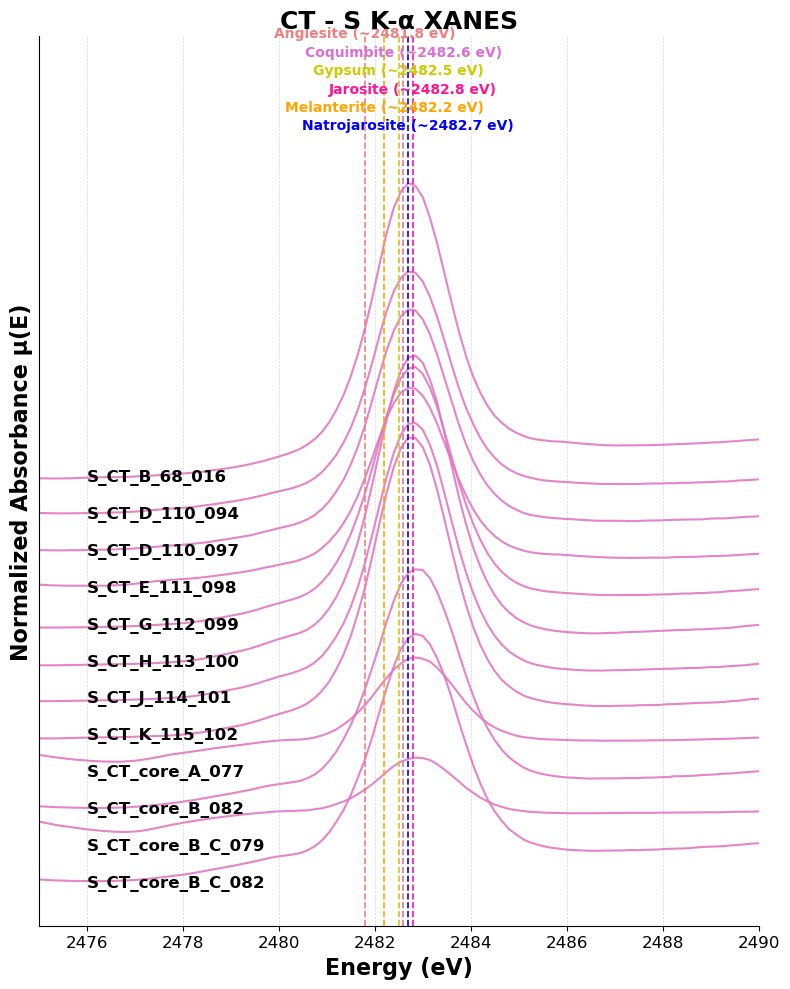 CT - S K-α XANES
Anglesite (~2481.8 eV)
Coquimbite (~2482.6 eV)
Gypsum (~2482.5 eV)
Jarosite (~2482.8 eV)
Melanterite (~2482.2 eV)
Natrojarosite (~2482.7 eV)
Normalized Absorbance μ(E)
S_CT_B_68_016
S_CT_D_110_094
S_CT_D_110_097
S_CT_E_111_098
S_CT_G_112_099
S_CT_H_113_100
S_CT_J_114_101
S_CT_K_115_102
S_CT_core_A_077
S_CT_core_B_082
S_CT_core_B_C_079
S_CT_core_B_C_082
2476 2478 2480 2482 2484 2486 2488 2490
Energy (eV)